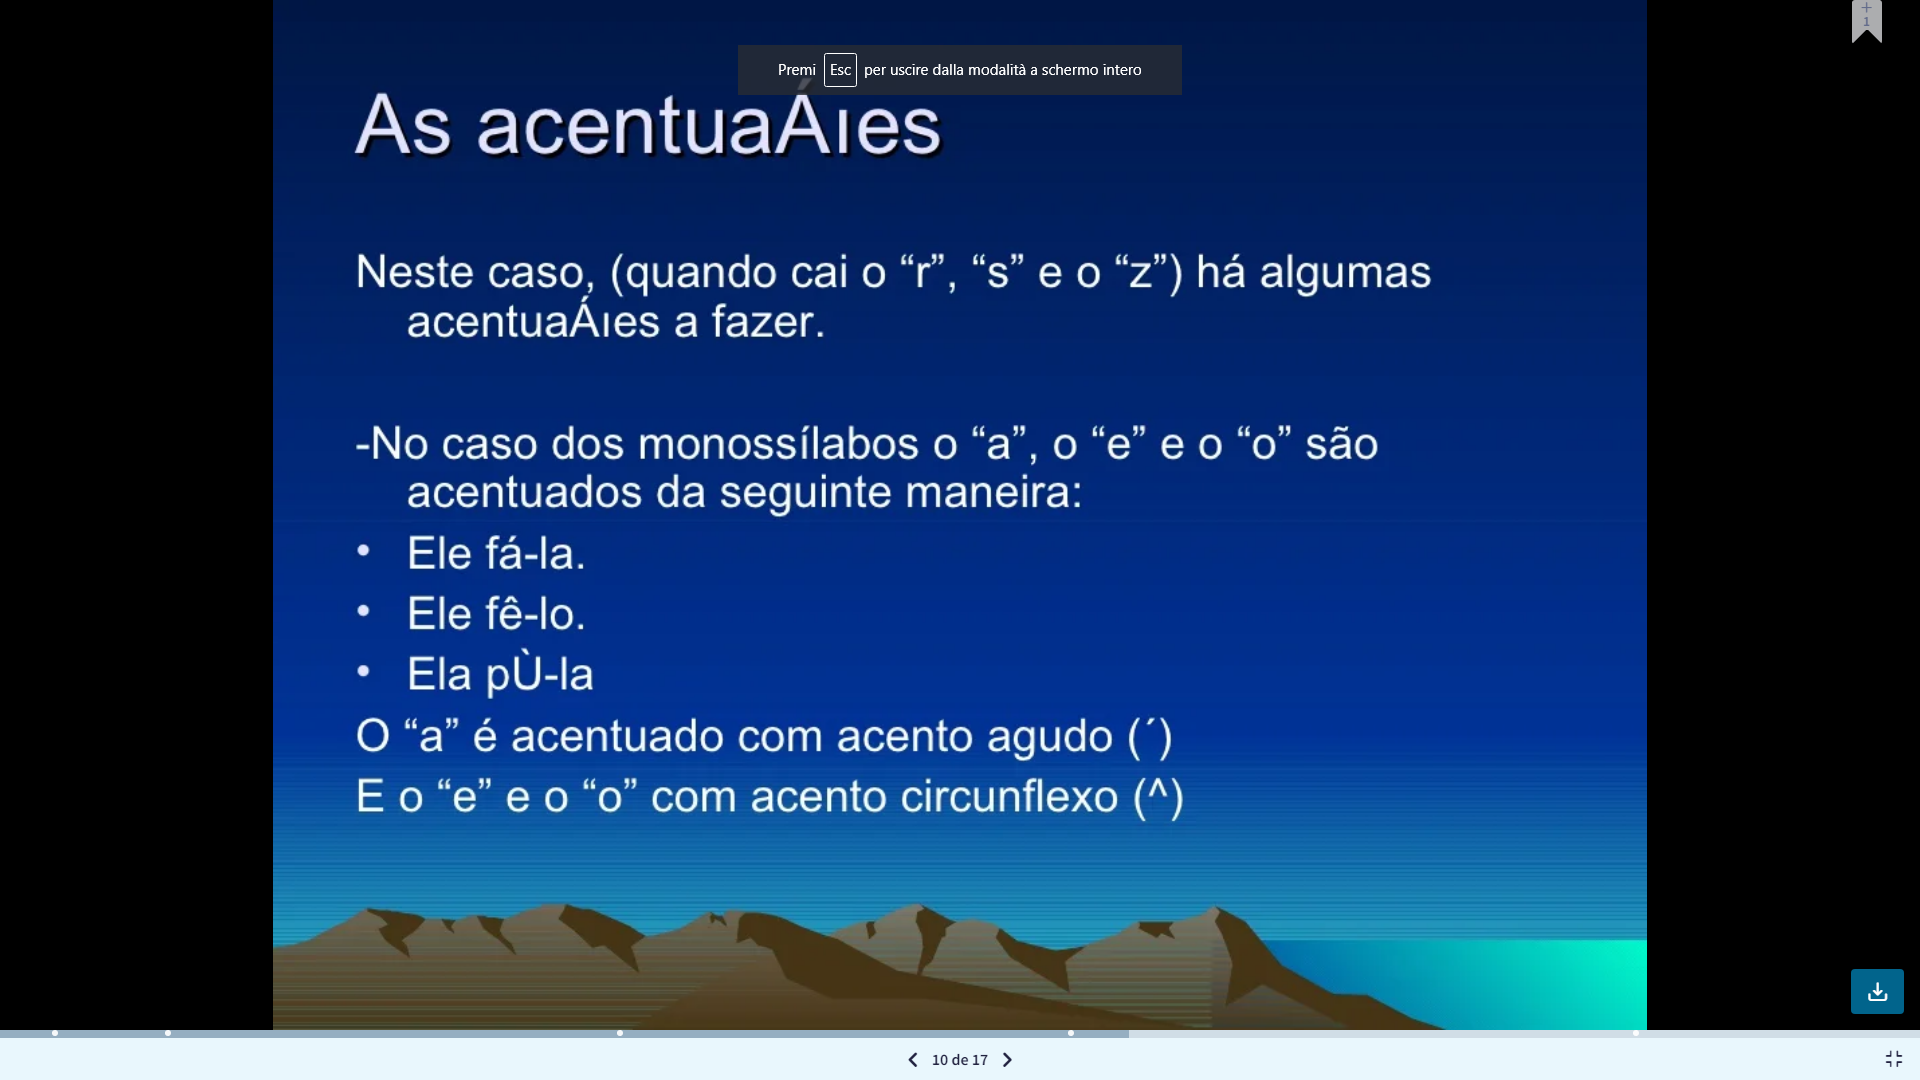 +
1
Premi Esc per uscire dalla modalità a schermo intero
As acentuaÁıes
Neste caso, (quando cai o “r”, “s” e o “z”) há algumas
acentuaÁıes a fazer.
-No caso dos monossílabos o “a”, o “e” e o “o” são
acentuados da seguinte maneira:
• Ele fá-la.
• Ele fê-lo.
• Ela pÙ-la
O “a” é acentuado com acento agudo (´)
E o “e” e o “o” com acento circunflexo (^)
10 de 17